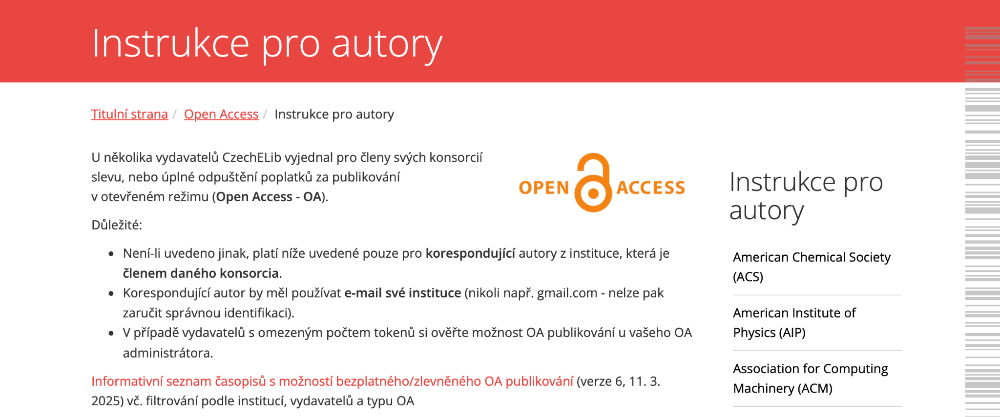 Instrukce pro autory
Titulní strana / Open Access / Instrukce pro autory
U několika vydavatelů CzechELib vyjednal pro členy svých konsorcií
slevu, nebo úplné odpuštění poplatků za publikování
v otevřeném režimu (Open Access - OA).
OPEN ACCESS
Důležité:
Není-li uvedeno jinak, platí níže uvedené pouze pro korespondující autory z instituce, která je
členem daného konsorcia.
Korespondující autor by měl používat e-mail své instituce (nikoli např. gmail.com - nelze pak
zaručit správnou identifikaci).
V případě vydavatelů s omezeným počtem tokenů si ověřte možnost OA publikování u vašeho OA
administrátora.
Informativní seznam časopisů s možností bezplatného/zlevněného OA publikování (verze 6, 11. 3.
2025) vč. filtrování podle institucí, vydavatelů a typu OA
Instrukce pro
autory
American Chemical Society
(ACS)
American Institute of
Physics (AIP)
Association for Computing
Machinery (ACM)